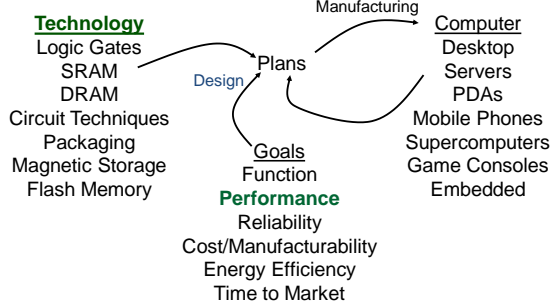 Manufacturing
Technology
Logic Gates
SRAM
DRAM
Circuit Techniques
Packaging
Magnetic Storage
Flash Memory
Plans
Design
Goals
Function
Performance
Reliability
Cost/Manufacturability
Energy Efficiency
Time to Market
Computer
Desktop
Servers
PDAs
Mobile Phones
Supercomputers
Game Consoles
Embedded